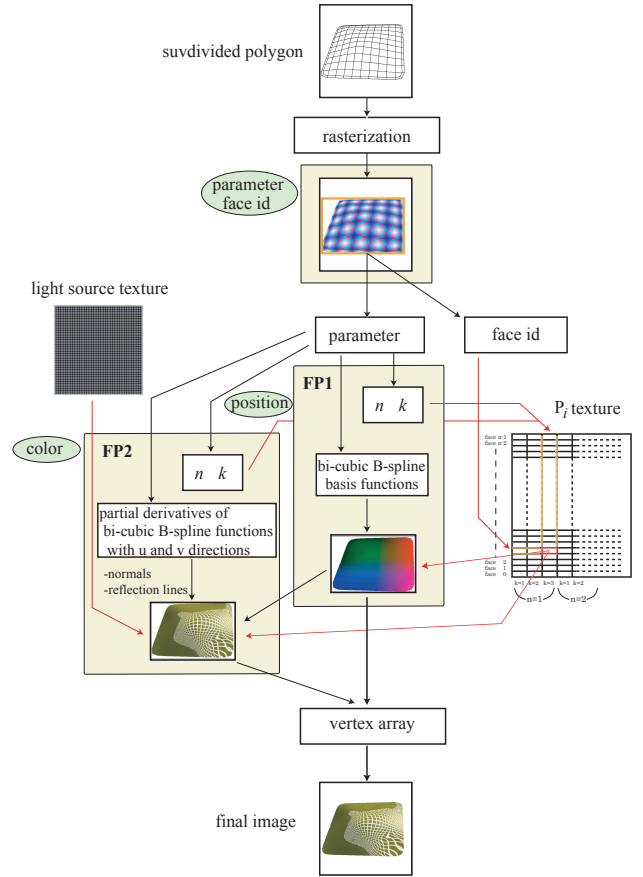 suvdivided polygon
rasterization
parameter
face id
light source texture
parameter
face id
FP1
n k
position
P_i texture
color
FP2
n k
bi-cubic B-spline
basis functions
partial derivatives of
bi-cubic B-spline functions
with u and v directions
-normals
-reflection lines
face n-1
face n-2
face 2
face 1
face 0
k=1 k=2 k=3 k=1 k=2
n=1 n=2
vertex array
final image